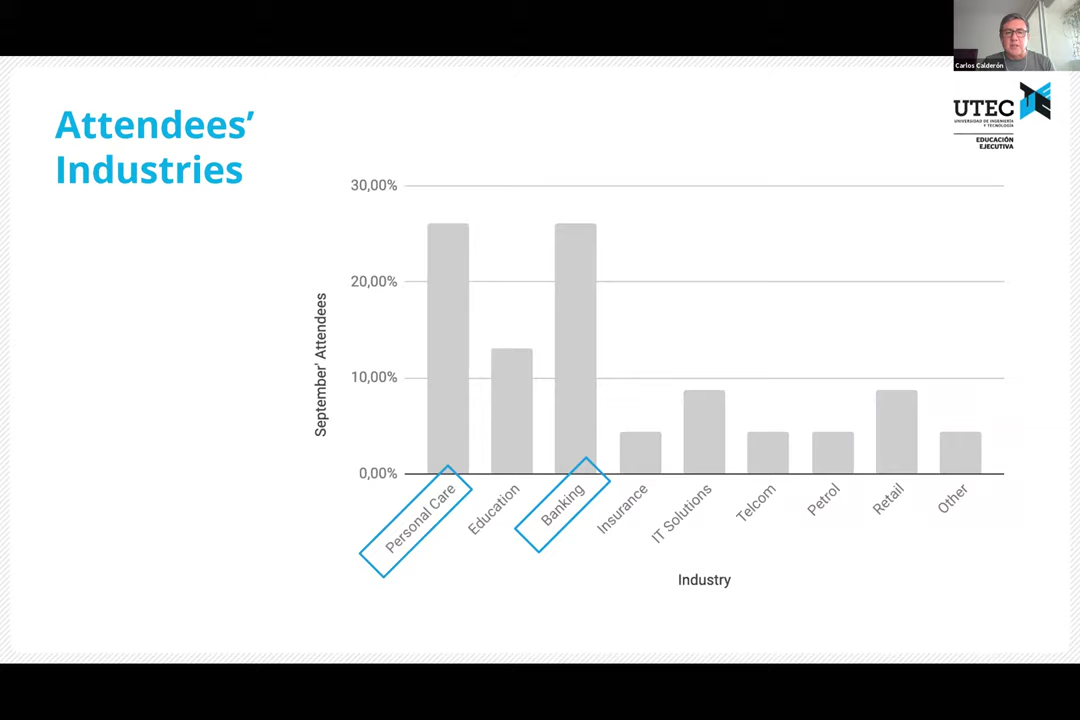 Carlos Calderón
Attendees’
Industries
UTEC
UNIVERSIDAD DE INGENIERÍA
Y TECNOLOGÍA
EDUCACIÓN
EJECUTIVA
30,00%
20,00%
10,00%
0,00%
September' Attendees
Personal Care
Education
Banking
Insurance
IT Solutions
Telcom
Petrol
Retail
Other
Industry